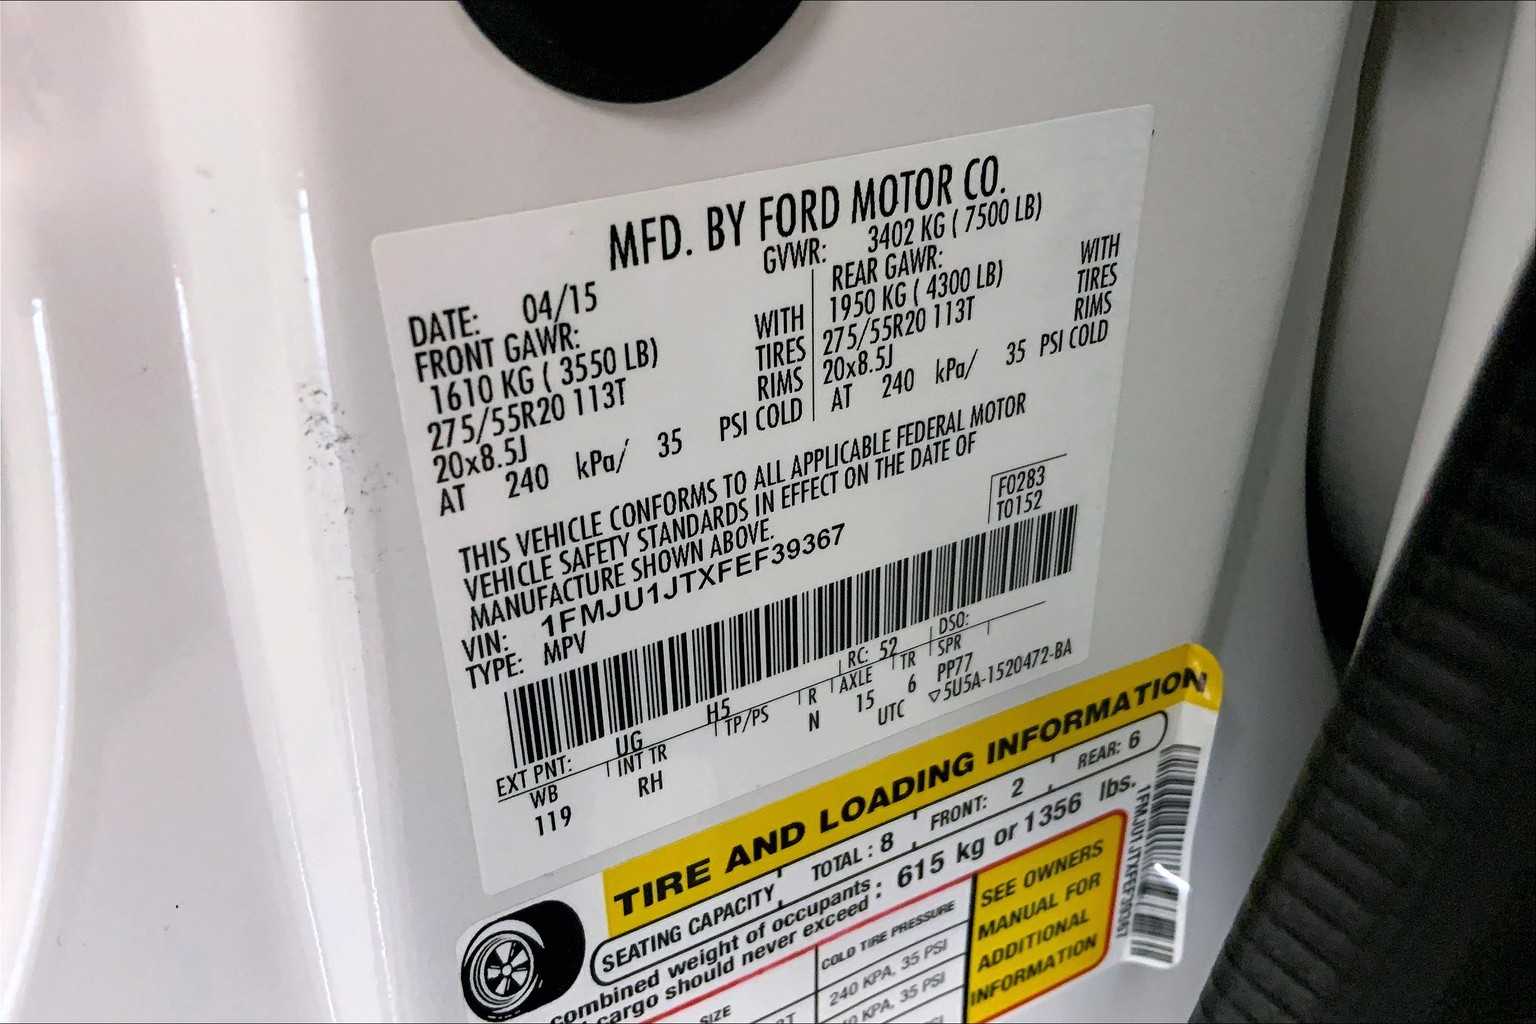 MFD. BY FORD MOTOR CO.
DATE: 04/15 GVWR: 3402 KG ( 7500 LB)
FRONT GAWR: REAR GAWR:
1610 KG ( 3550 LB) WITH 1950 KG ( 4300 LB) WITH
275/55R20 113T TIRES 275/55R20 113T TIRES
20x8.5J RIMS 20x8.5J RIMS
AT 240 kPa/ 35 PSI COLD AT 240 kPa/ 35 PSI COLD
THIS VEHICLE CONFORMS TO ALL APPLICABLE FEDERAL MOTOR
VEHICLE SAFETY STANDARDS IN EFFECT ON THE DATE OF
MANUFACTURE SHOWN ABOVE.
F0283
T0152
VIN: 1FMJU1JTXFEF39367
TYPE: MPV
EXT PNT: UG H5 RC: 52 DSO:
WB INT TR TP/PS R AXLE TR SPR
119 RH N 15 6 PP77
UTC ▽5U5A-1520472-BA
TIRE AND LOADING INFORMATION
SEATING CAPACITY TOTAL : 8 FRONT: 2 REAR: 6
combined weight of occupants : 615 kg or 1356 lbs.
cargo should never exceed :
SIZE COLD TIRE PRESSURE
240 KPA, 35 PSI
KPA, 35 PSI
PSI
SEE OWNERS
MANUAL FOR
ADDITIONAL
INFORMATION
1FMJU1JTXFEF39367